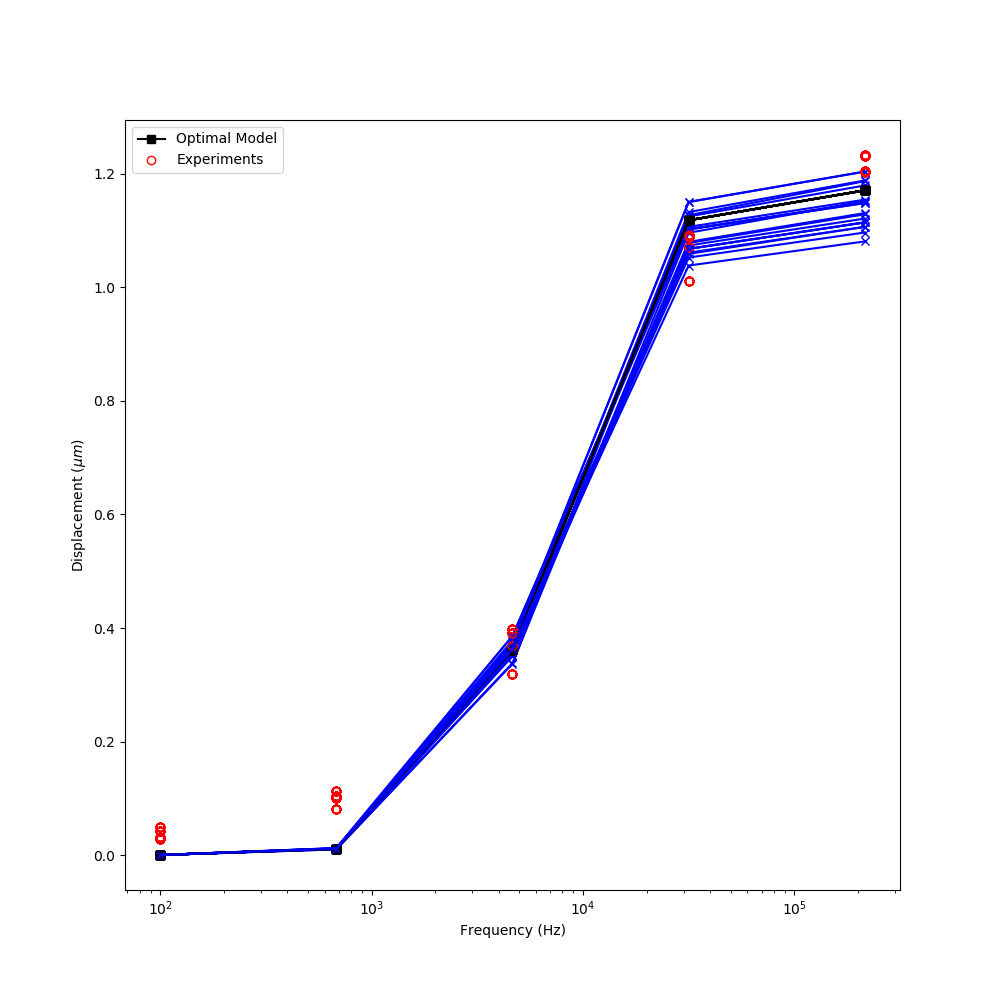 Optimal Model
Experiments
1.2
1.0
0.8
0.6
0.4
0.2
0.0
Displacement (μm)
10² 10³ 10⁴ 10⁵
Frequency (Hz)